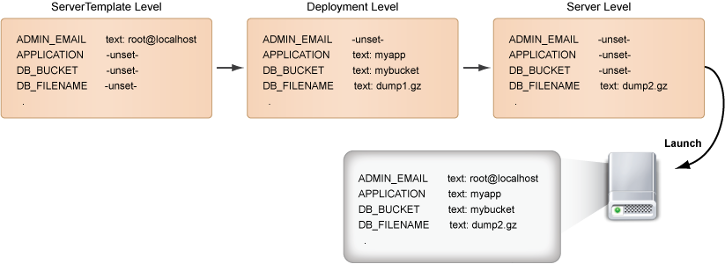 ServerTemplate Level
ADMIN_EMAIL text: root@localhost
APPLICATION -unset-
DB_BUCKET -unset-
DB_FILENAME -unset-
.
Deployment Level
ADMIN_EMAIL -unset-
APPLICATION text: myapp
DB_BUCKET text: mybucket
DB_FILENAME text: dump1.gz
.
Server Level
ADMIN_EMAIL -unset-
APPLICATION -unset-
DB_BUCKET -unset-
DB_FILENAME text: dump2.gz
.
Launch
ADMIN_EMAIL text: root@localhost
APPLICATION text: myapp
DB_BUCKET text: mybucket
DB_FILENAME text: dump2.gz
.